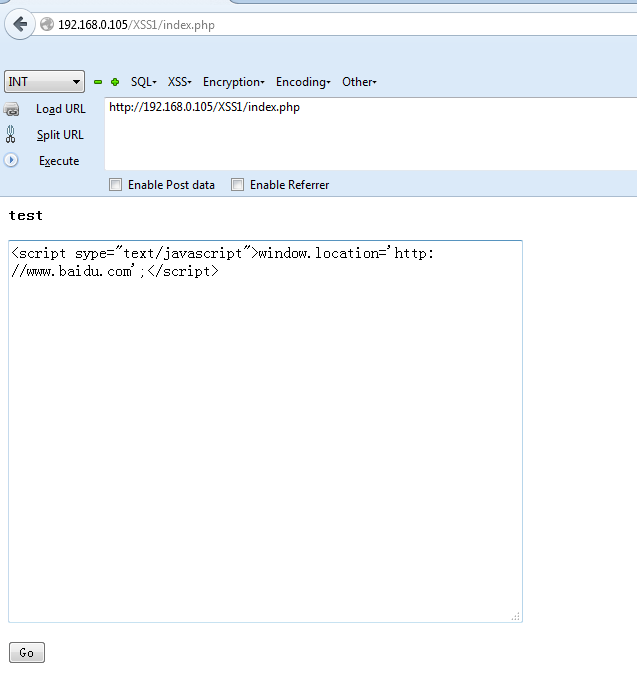 192.168.0.105/XSS1/index.php
INT SQL▾ XSS▾ Encryption▾ Encoding▾ Other▾
Load URL http://192.168.0.105/XSS1/index.php
Split URL
Execute
Enable Post data Enable Referrer
test
<script sype="text/javascript">window.location='http:
//www.baidu.com';</script>
Go